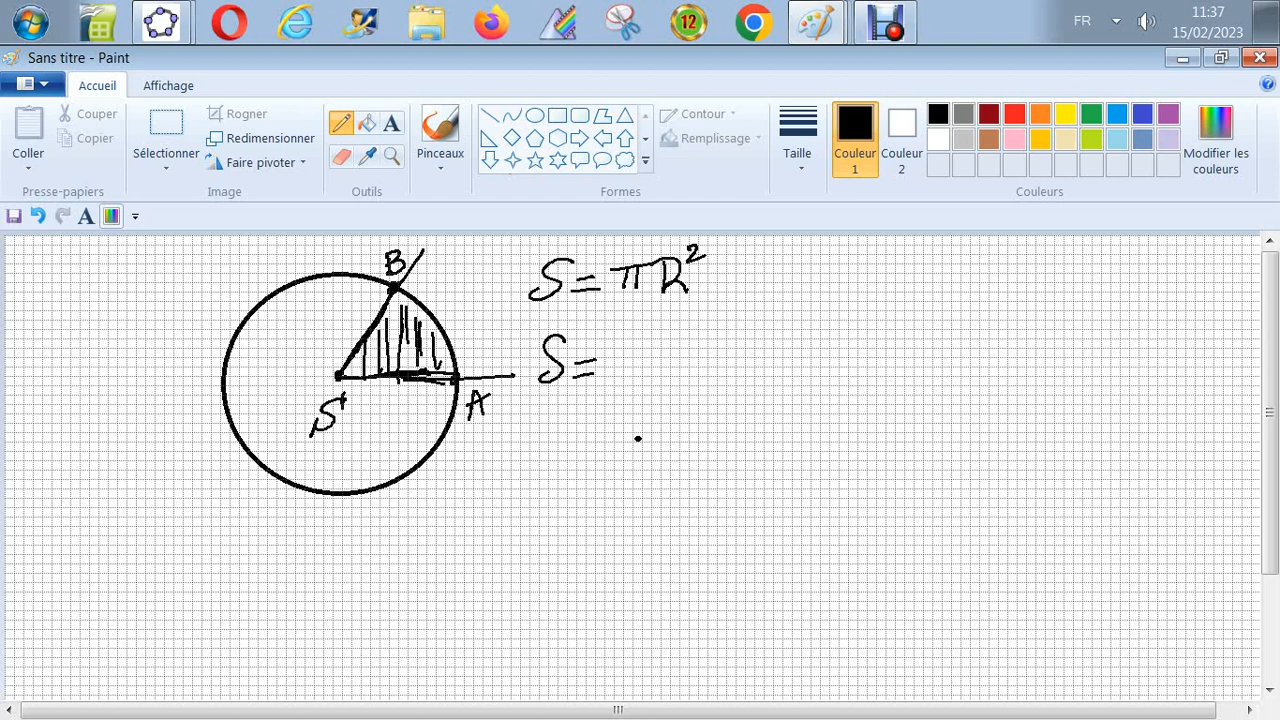 12
FR
11:37
15/02/2023
Sans titre - Paint
Accueil
Affichage
Coller
Couper
Copier
Presse-papiers
Sélectionner
Rogner
Redimensionner
Faire pivoter
Image
A
Outils
Pinceaux
Contour
Remplissage
Formes
Taille
Couleur 1
Couleur 2
Modifier les couleurs
Couleurs
A
B
S = πR²
S =
S
A